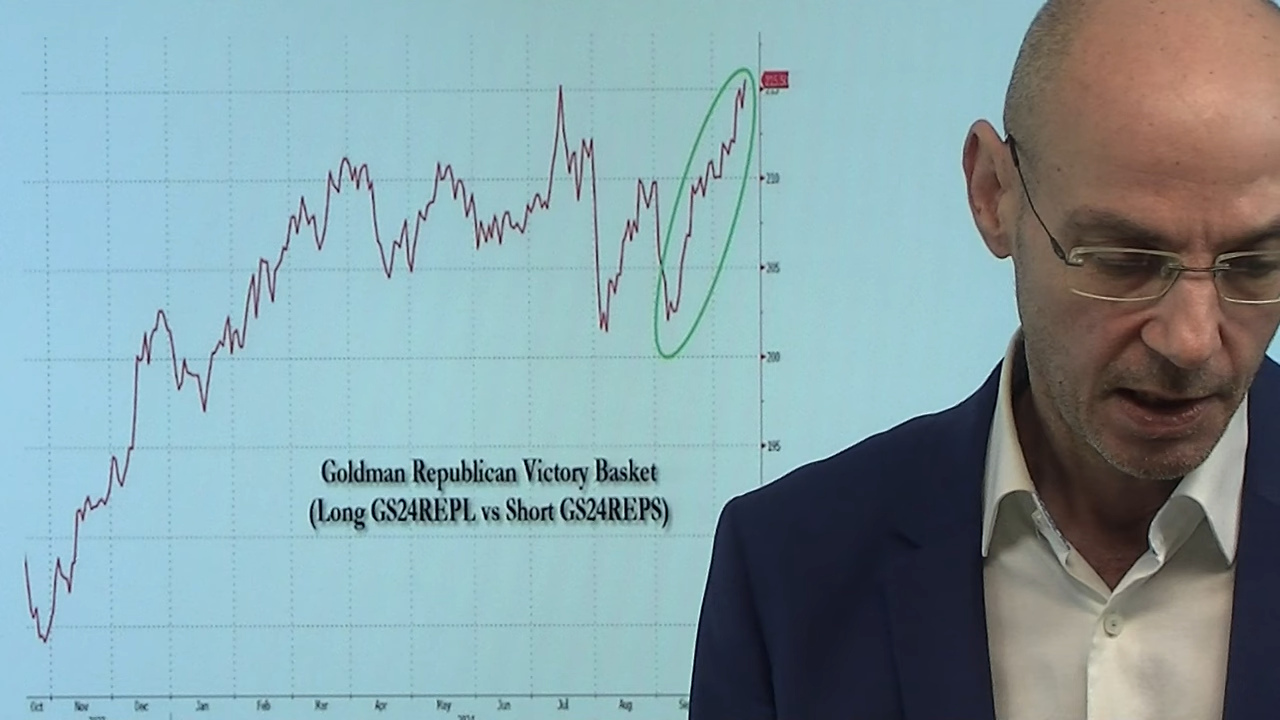 210
205
200
195
Goldman Republican Victory Basket
(Long GS24REPL vs Short GS24REPS)
Oct Nov Dec Jan Feb Mar Apr May Jun Jul Aug
2024